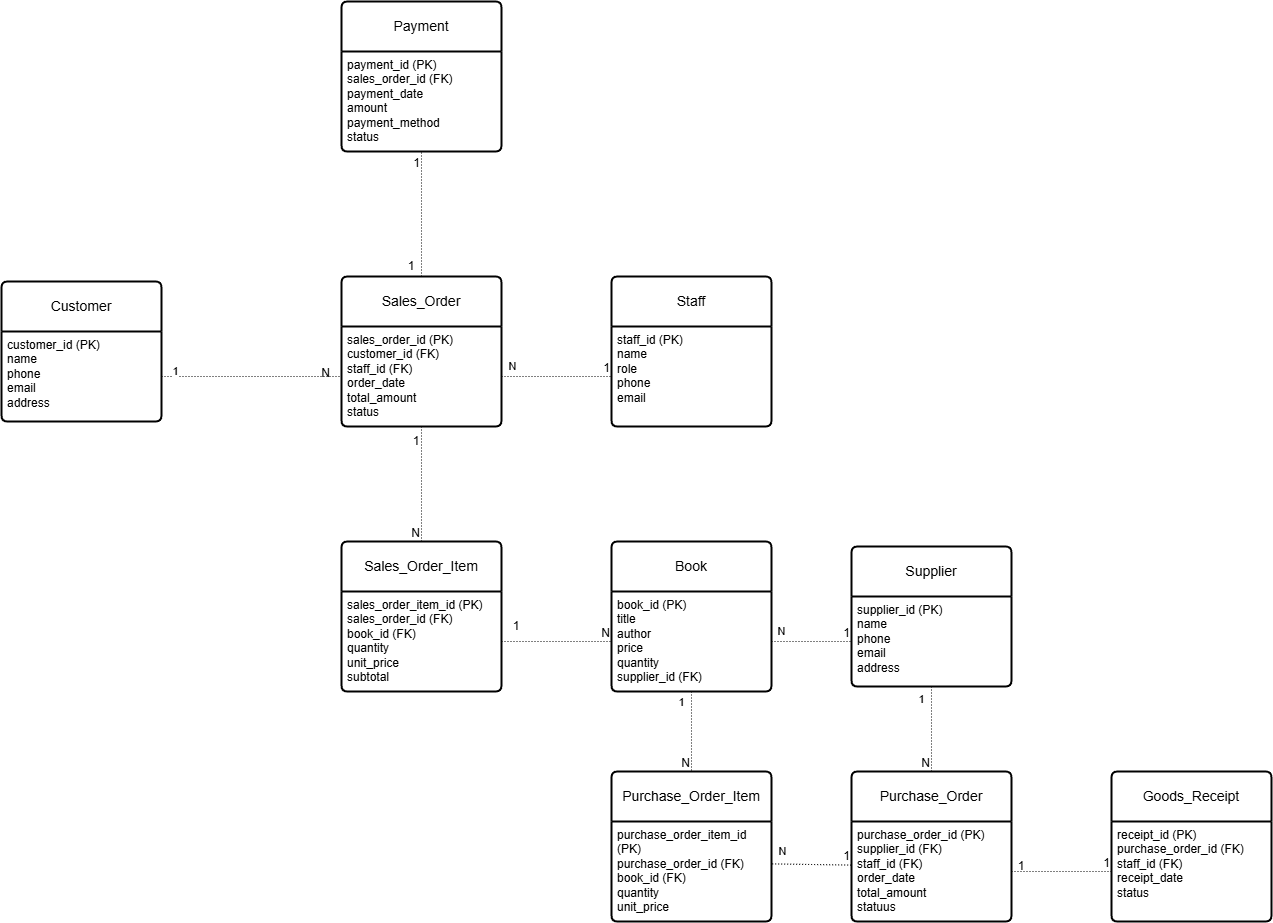 Payment
payment_id (PK)
sales_order_id (FK)
payment_date
amount
payment_method
status
1
1
Customer
customer_id (PK)
name
phone
email
address
1
N
Sales_Order
sales_order_id (PK)
customer_id (FK)
staff_id (FK)
order_date
total_amount
status
N
1
Staff
staff_id (PK)
name
role
phone
email
1
N
Sales_Order_Item
sales_order_item_id (PK)
sales_order_id (FK)
book_id (FK)
quantity
unit_price
subtotal
1
N
Book
book_id (PK)
title
author
price
quantity
supplier_id (FK)
N
1
Supplier
supplier_id (PK)
name
phone
email
address
1
N
1
N
Purchase_Order_Item
purchase_order_item_id
(PK)
purchase_order_id (FK)
book_id (FK)
quantity
unit_price
N
1
Purchase_Order
purchase_order_id (PK)
supplier_id (FK)
staff_id (FK)
order_date
total_amount
statuus
1
1
Goods_Receipt
receipt_id (PK)
purchase_order_id (FK)
staff_id (FK)
receipt_date
status